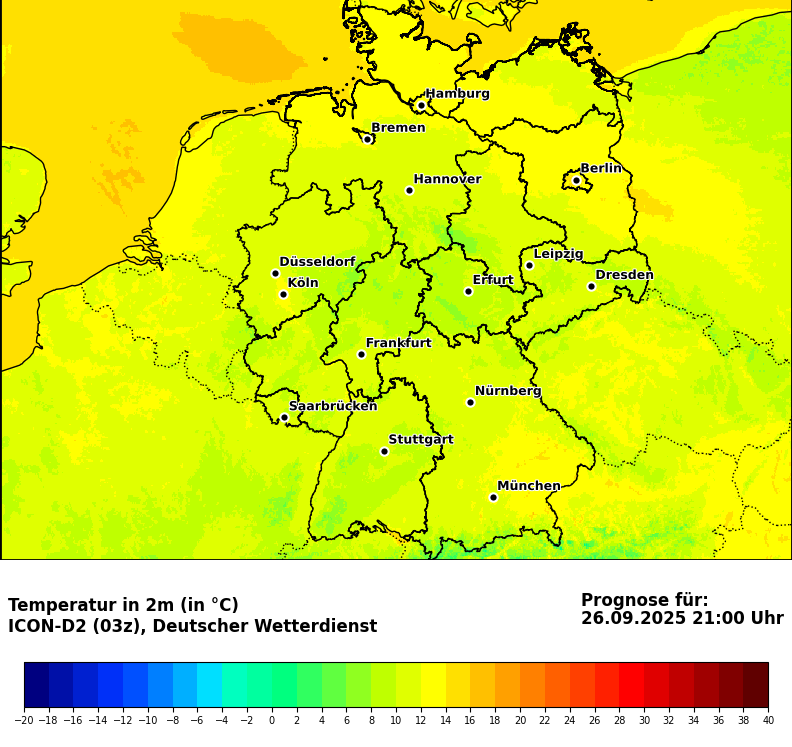 Hamburg
Bremen
Berlin
Hannover
Leipzig
Düsseldorf
Dresden
Köln
Erfurt
Frankfurt
Nürnberg
Saarbrücken
Stuttgart
München
Temperatur in 2m (in °C)
ICON-D2 (03z), Deutscher Wetterdienst
Prognose für:
26.09.2025 21:00 Uhr
−20 −18 −16 −14 −12 −10 −8 −6 −4 −2 0 2 4 6 8 10 12 14 16 18 20 22 24 26 28 30 32 34 36 38 40